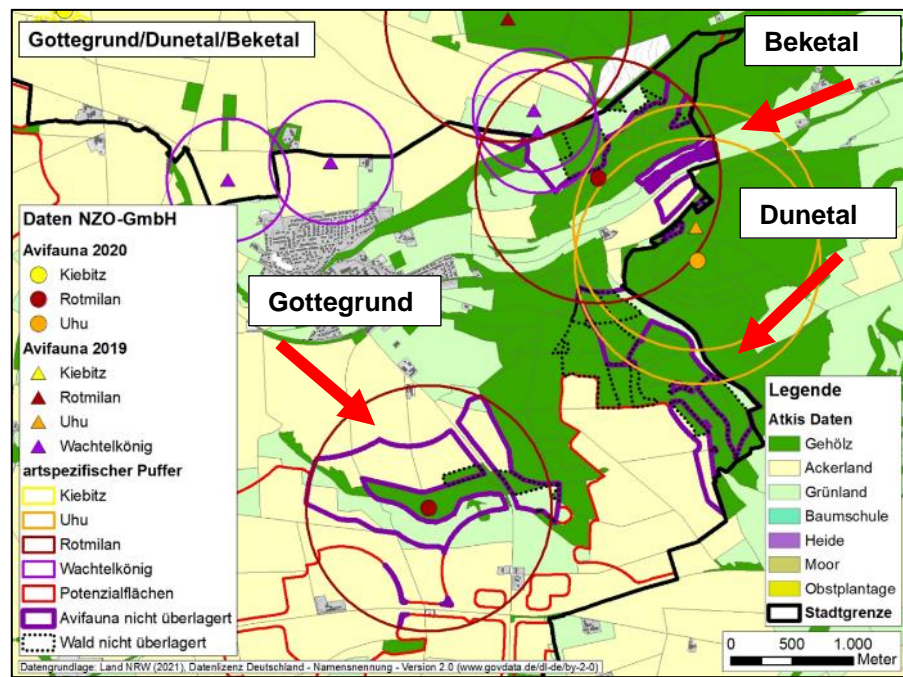 Gottegrund/Dunetal/Beketal
Beketal
Dunetal
Gottegrund
Daten NZO-GmbH
Avifauna 2020
Kiebitz
Rotmilan
Uhu
Avifauna 2019
Kiebitz
Rotmilan
Uhu
Wachtelkönig
artspezifischer Puffer
Kiebitz
Uhu
Rotmilan
Wachtelkönig
Potenzialflächen
Avifauna nicht überlagert
Wald nicht überlagert
Legende
Atkis Daten
Gehölz
Ackerland
Grünland
Baumschule
Heide
Moor
Obstplantage
Stadtgrenze
0 500 1.000
Meter
Datengrundlage: Land NRW (2021), Datenlizenz Deutschland - Namensnennung - Version 2.0 (www.govdata.de/dl-de/by-2-0)